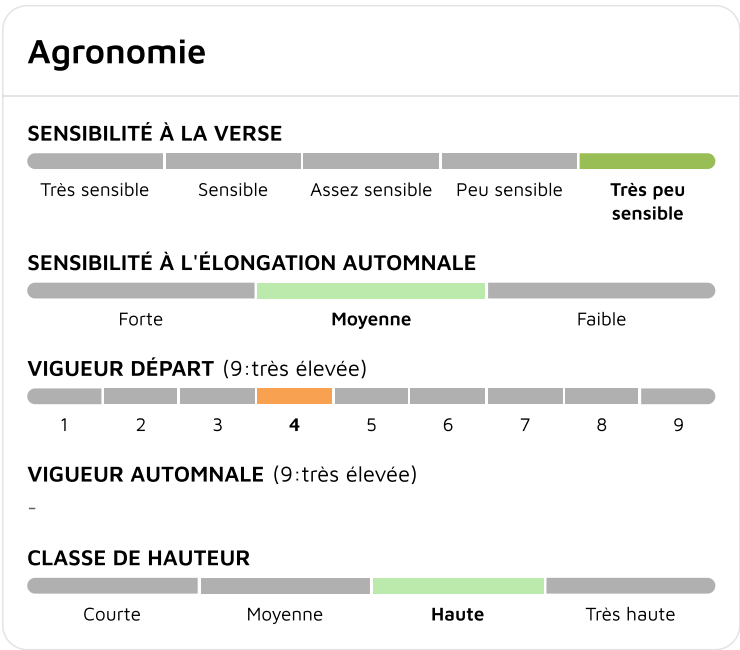 Agronomie
SENSIBILITÉ À LA VERSE
Très sensible Sensible Assez sensible Peu sensible Très peu
sensible
SENSIBILITÉ À L'ÉLONGATION AUTOMNALE
Forte Moyenne Faible
VIGUEUR DÉPART (9:très élevée)
1 2 3 4 5 6 7 8 9
VIGUEUR AUTOMNALE (9:très élevée)
-
CLASSE DE HAUTEUR
Courte Moyenne Haute Très haute